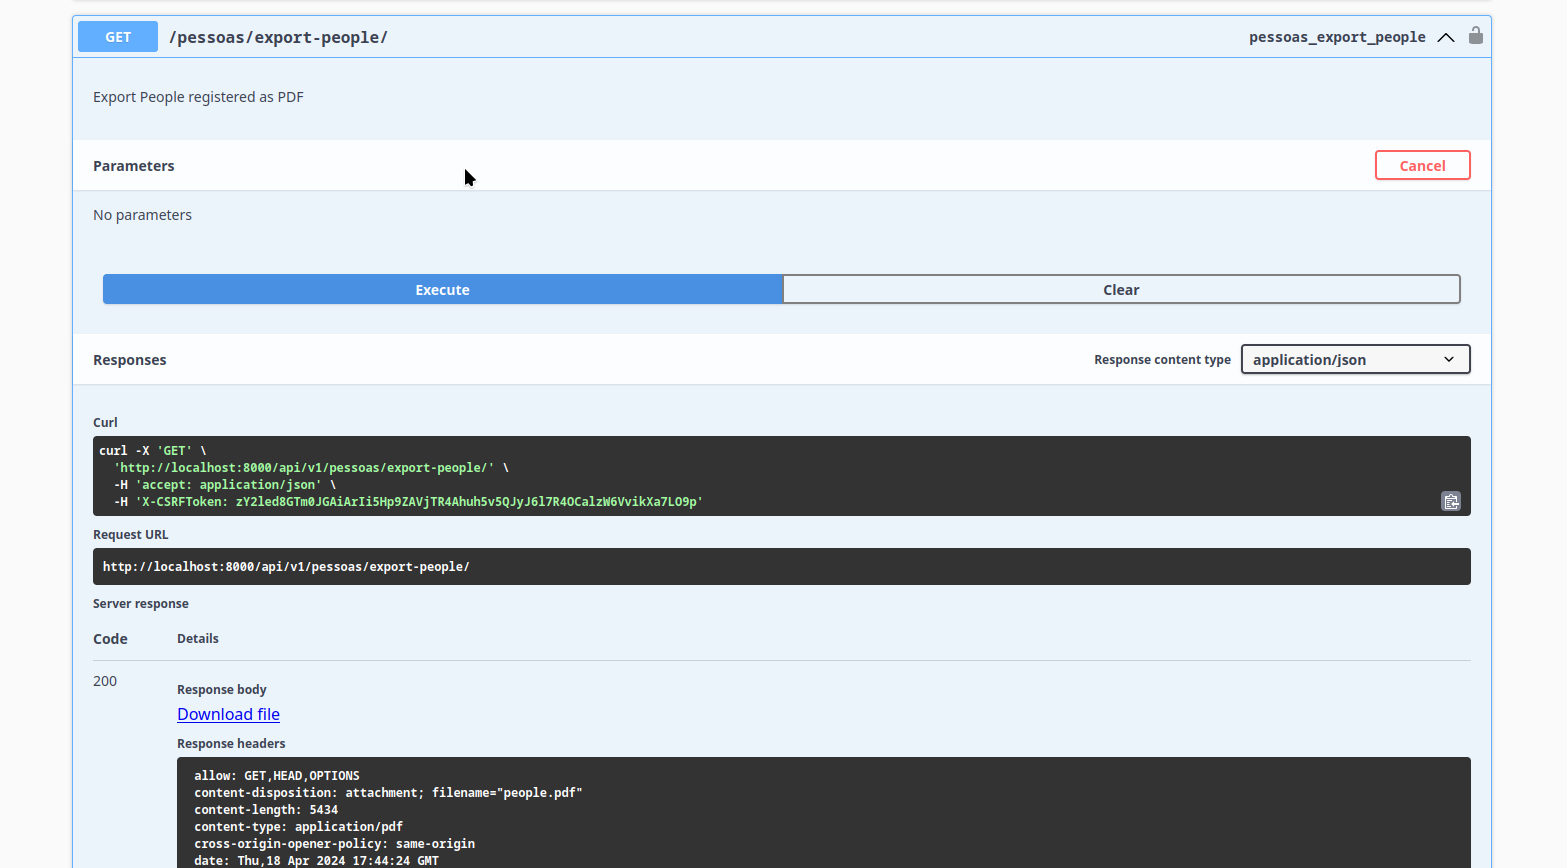 GET /pessoas/export-people/ pessoas_export_people
Export People registered as PDF
Parameters Cancel
No parameters
Execute Clear
Responses Response content type application/json
Curl
curl -X 'GET' \
'http://localhost:8000/api/v1/pessoas/export-people/' \
-H 'accept: application/json' \
-H 'X-CSRFToken: zY2led8GTm0JGAiArIi5Hp9ZAVjTR4Ahuh5v5QJyJ6l7R4OCalzW6VvikXa7LO9p'
Request URL
http://localhost:8000/api/v1/pessoas/export-people/
Server response
Code Details
200
Response body
Download file
Response headers
allow: GET,HEAD,OPTIONS
content-disposition: attachment; filename="people.pdf"
content-length: 5434
content-type: application/pdf
cross-origin-opener-policy: same-origin
date: Thu,18 Apr 2024 17:44:24 GMT